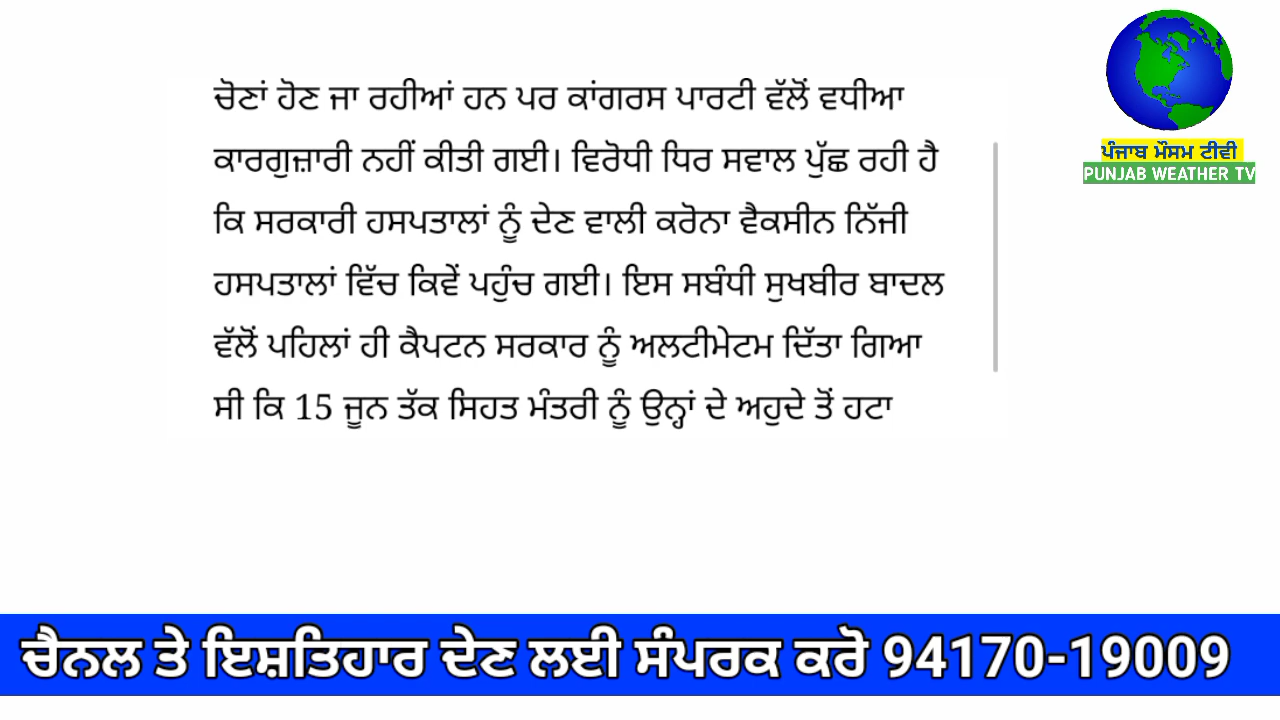 ਚੋਣਾਂ ਹੋਣ ਜਾ ਰਹੀਆਂ ਹਨ ਪਰ ਕਾਂਗਰਸ ਪਾਰਟੀ ਵੱਲੋਂ ਵਧੀਆ
ਕਾਰਗੁਜ਼ਾਰੀ ਨਹੀਂ ਕੀਤੀ ਗਈ। ਵਿਰੋਧੀ ਧਿਰ ਸਵਾਲ ਪੁੱਛ ਰਹੀ ਹੈ
ਕਿ ਸਰਕਾਰੀ ਹਸਪਤਾਲਾਂ ਨੂੰ ਦੇਣ ਵਾਲੀ ਕਰੋਨਾ ਵੈਕਸੀਨ ਨਿੱਜੀ
ਹਸਪਤਾਲਾਂ ਵਿੱਚ ਕਿਵੇਂ ਪਹੁੰਚ ਗਈ। ਇਸ ਸਬੰਧੀ ਸੁਖਬੀਰ ਬਾਦਲ
ਵੱਲੋਂ ਪਹਿਲਾਂ ਹੀ ਕੈਪਟਨ ਸਰਕਾਰ ਨੂੰ ਅਲਟੀਮੇਟਮ ਦਿੱਤਾ ਗਿਆ
ਸੀ ਕਿ 15 ਜੂਨ ਤੱਕ ਸਿਹਤ ਮੰਤਰੀ ਨੂੰ ਉਨ੍ਹਾਂ ਦੇ ਅਹੁਦੇ ਤੋਂ ਹਟਾ
ਪੰਜਾਬ ਮੌਸਮ ਟੀਵੀ
PUNJAB WEATHER TV
ਚੈਨਲ ਤੇ ਇਸ਼ਤਿਹਾਰ ਦੇਣ ਲਈ ਸੰਪਰਕ ਕਰੋ 94170-19009